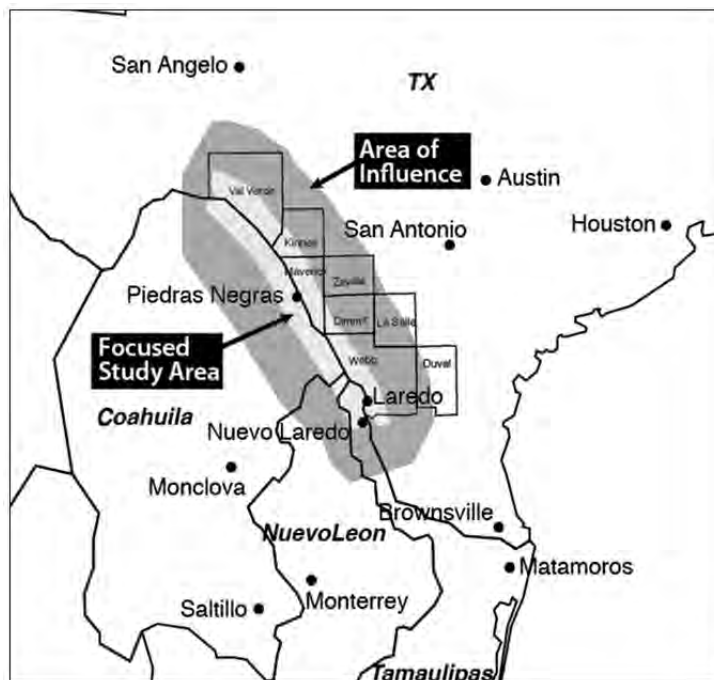 San Angelo
TX
Area of
Influence
Austin
Val Verde
Houston
San Antonio
Kinney
Maverick
Zavala
Piedras Negras
Dimmit
La Salle
Focused
Study Area
Webb
Duval
Laredo
Coahuila
Nuevo Laredo
Monclova
Brownsville
NuevoLeon
Matamoros
Monterrey
Saltillo
Tamaulipas